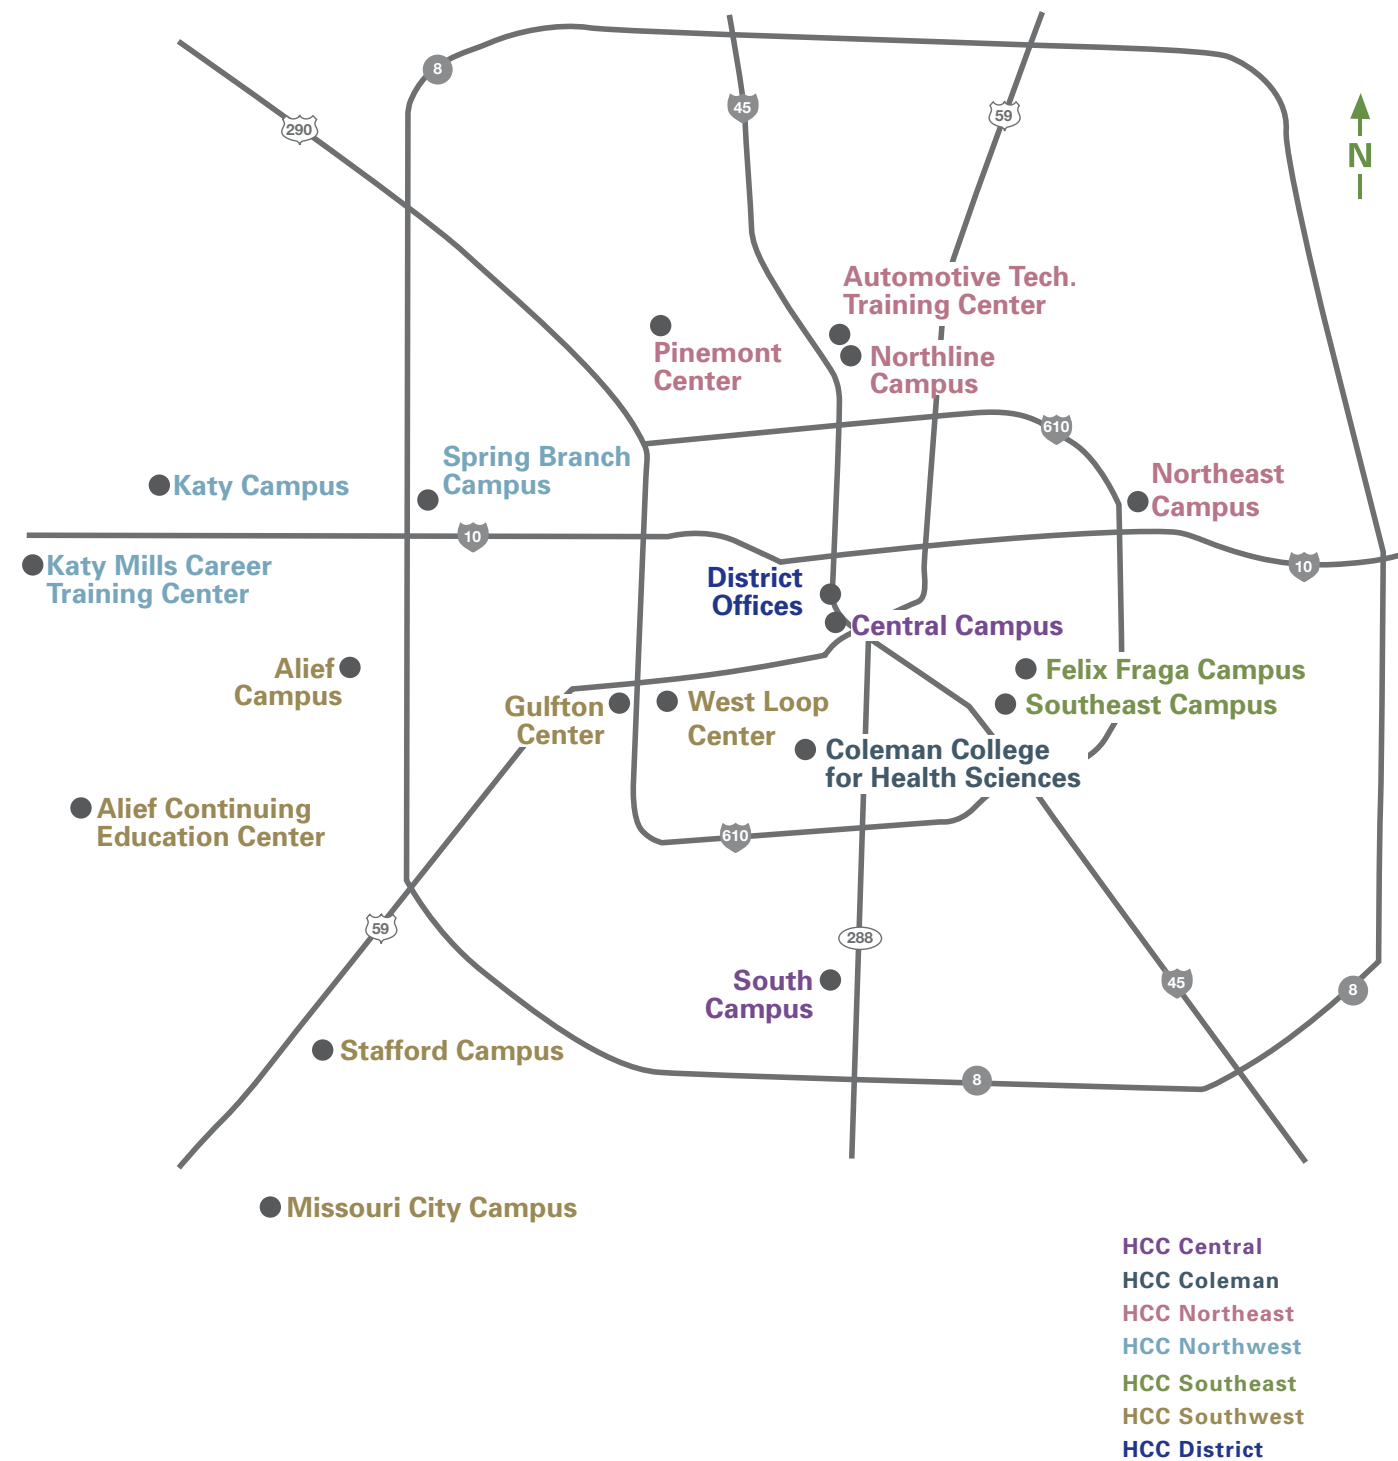 8
45
59
290
N
Automotive Tech.
Training Center
Pinemont
Center
Northline
Campus
610
Spring Branch
Campus
Katy Campus
Northeast
Campus
10
10
Katy Mills Career
Training Center
District
Offices
Central Campus
Alief
Campus
Felix Fraga Campus
Gulfton
Center
West Loop
Center
Southeast Campus
Coleman College
for Health Sciences
Alief Continuing
Education Center
610
59
288
South
Campus
45
8
Stafford Campus
8
Missouri City Campus
HCC Central
HCC Coleman
HCC Northeast
HCC Northwest
HCC Southeast
HCC Southwest
HCC District